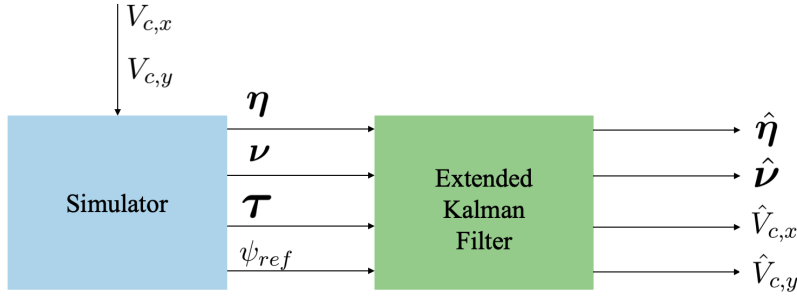 V_{c,x}
V_{c,y}
Simulator
η
ν
τ
ψ_{ref}
Extended
Kalman
Filter
η̂
ν̂
V̂_{c,x}
V̂_{c,y}